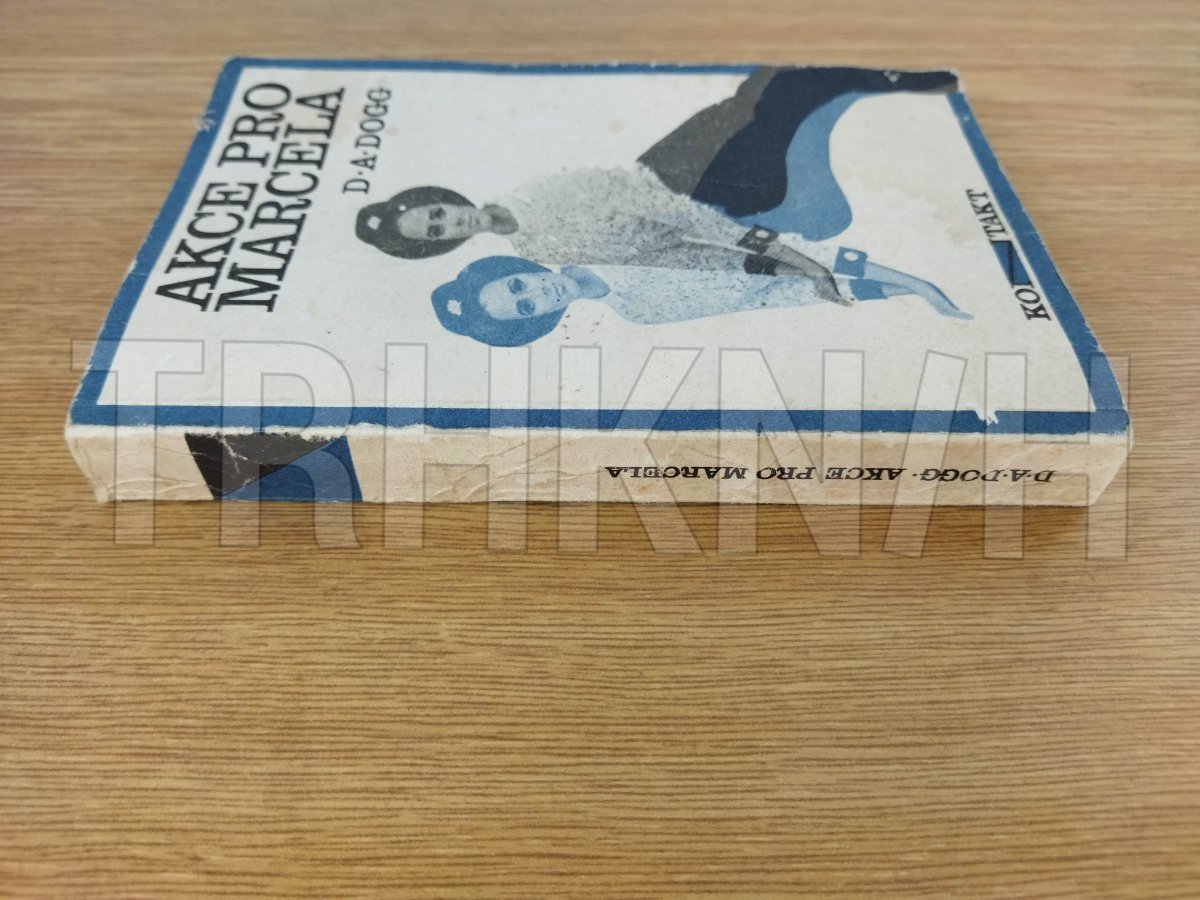 AKCE PRO
MARCELA
D·A·DOGG
KO TAKT
D·A·DOGG · AKCE PRO MARCELA
TRHKNIH